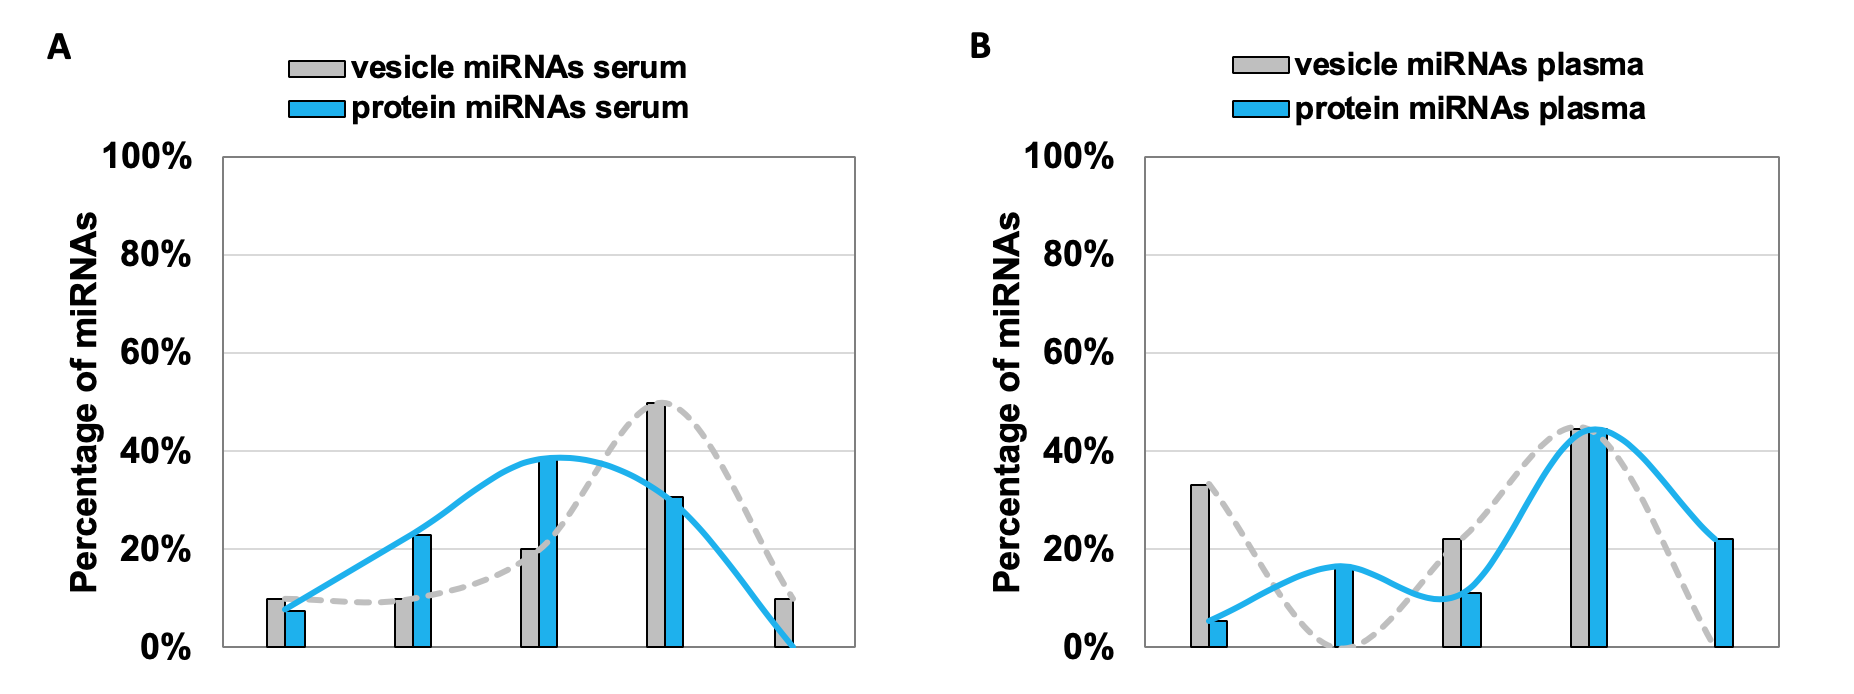 A
vesicle miRNAs serum
protein miRNAs serum
100%
80%
60%
40%
20%
0%
Percentage of miRNAs
B
vesicle miRNAs plasma
protein miRNAs plasma
100%
80%
60%
40%
20%
0%
Percentage of miRNAs